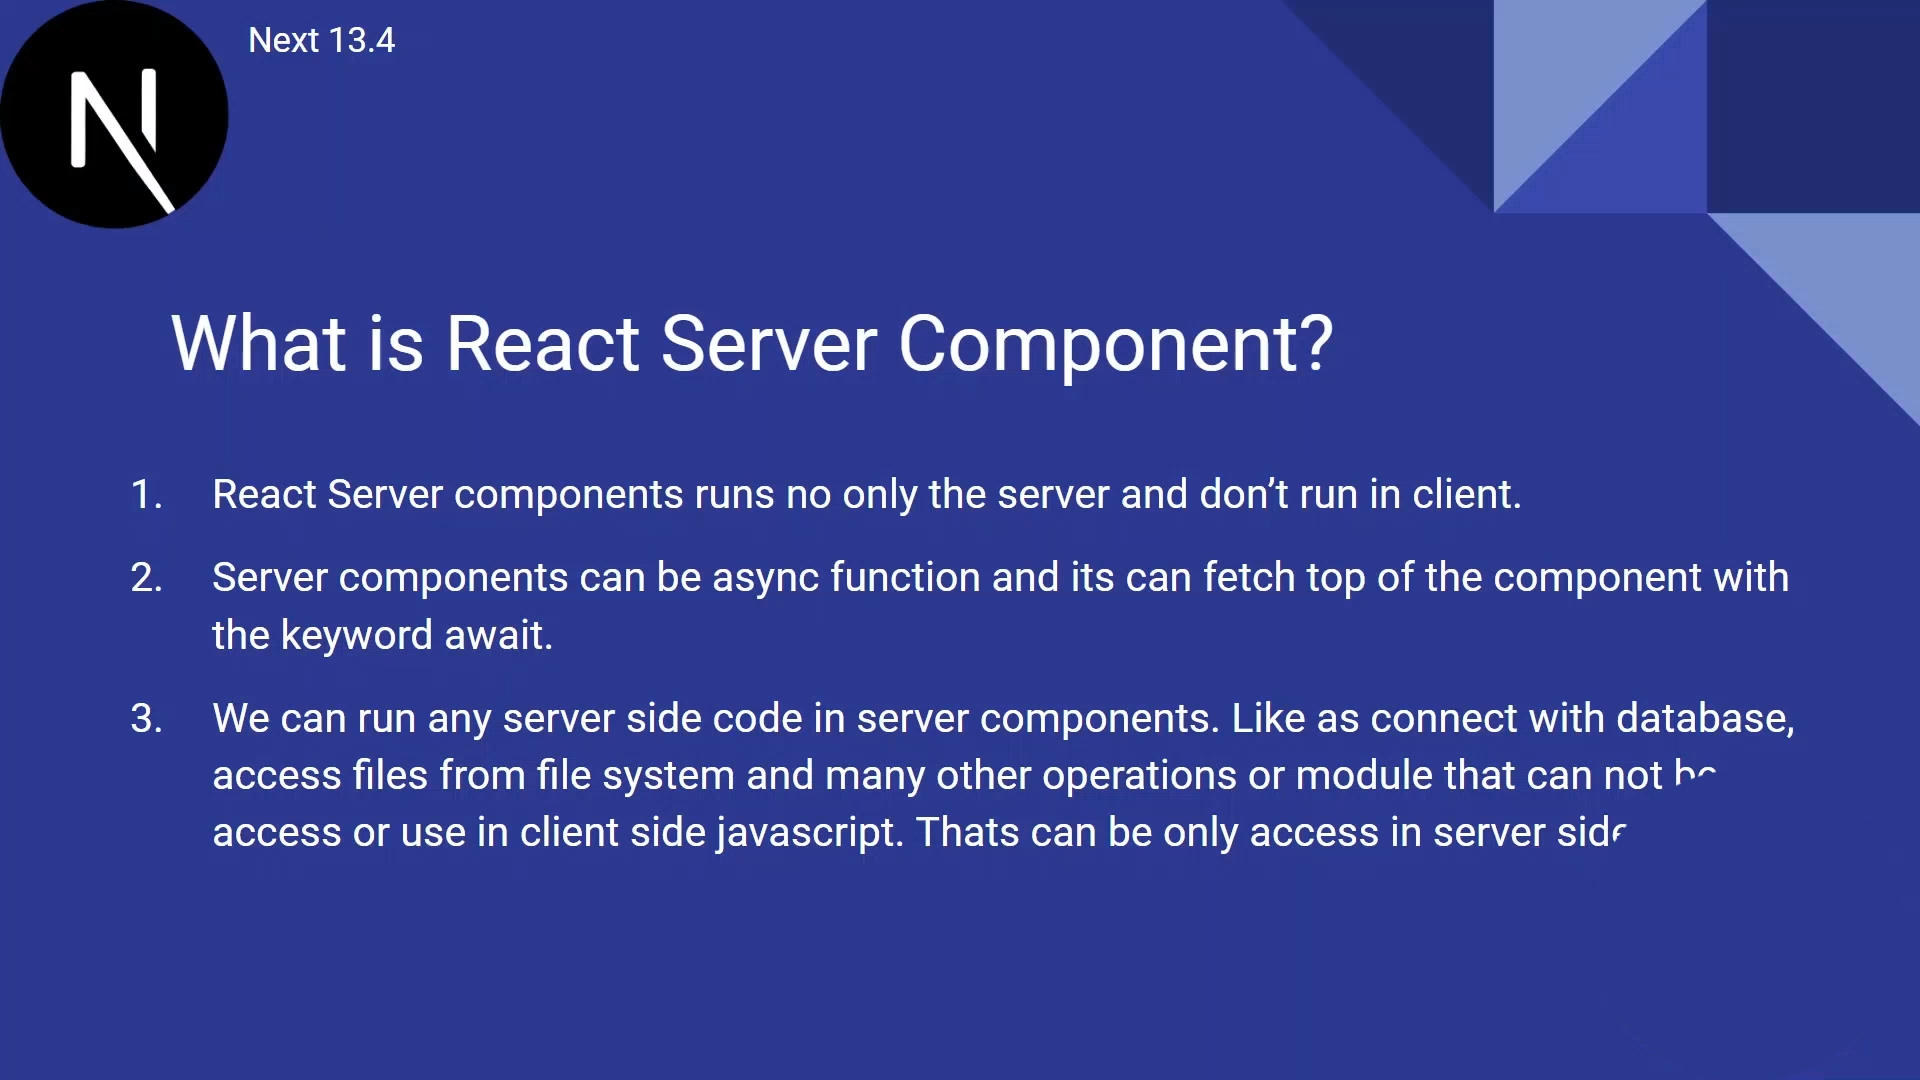 Next 13.4
What is React Server Component?
1. React Server components runs no only the server and don’t run in client.
2. Server components can be async function and its can fetch top of the component with
the keyword await.
3. We can run any server side code in server components. Like as connect with database,
access files from file system and many other operations or module that can not
access or use in client side javascript. Thats can be only access in server side